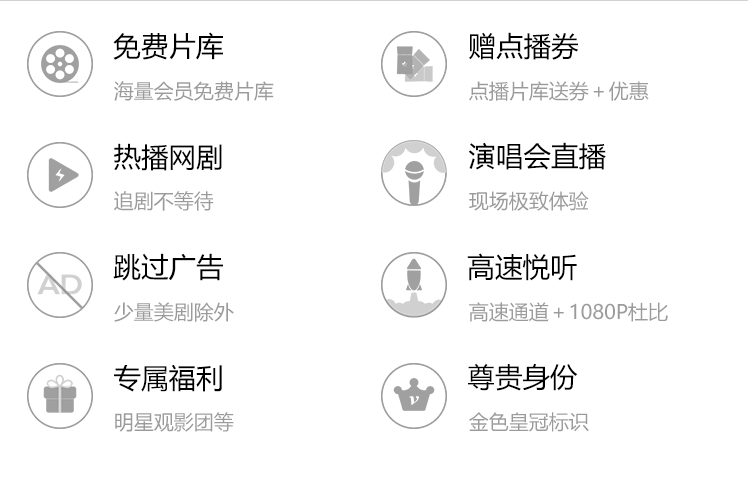 免费片库
海量会员免费片库
赠点播券
点播片库送券+优惠
热播网剧
追剧不等待
演唱会直播
现场极致体验
AD
跳过广告
少量美剧除外
高速悦听
高速通道+1080P杜比
专属福利
明星观影团等
v
尊贵身份
金色皇冠标识